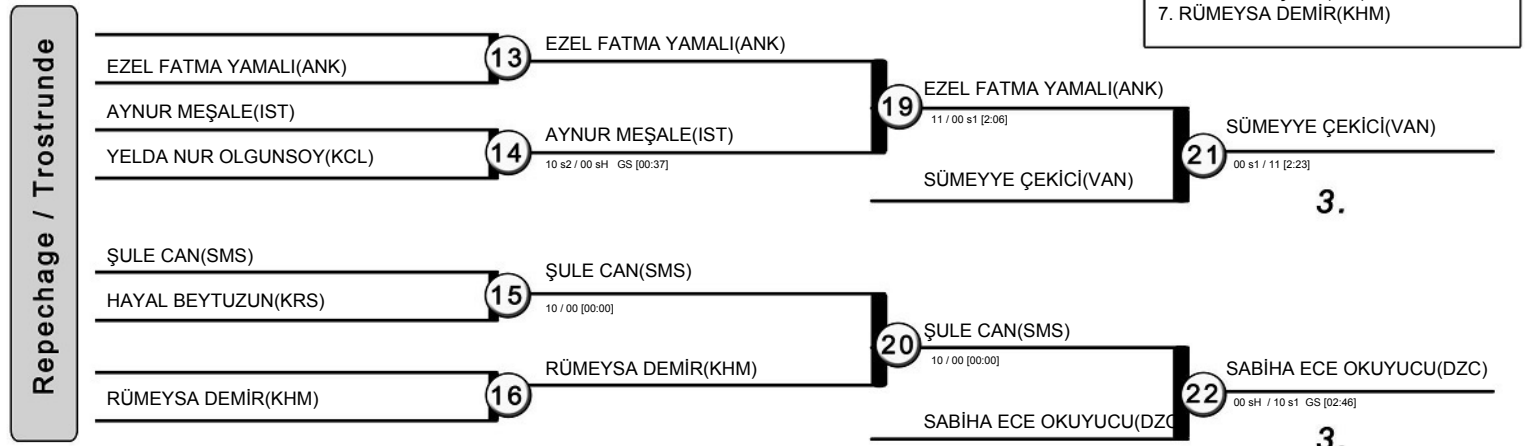 7. RÜMEYSA DEMİR(KHM)
Repechage / Trostrunde
EZEL FATMA YAMALI(ANK)
13
EZEL FATMA YAMALI(ANK)
AYNUR MEŞALE(IST)
YELDA NUR OLGUNSOY(KCL)
14
AYNUR MEŞALE(IST)
10 s2 / 00 sH GS [00:37]
19
EZEL FATMA YAMALI(ANK)
11 / 00 s1 [2:06]
SÜMEYYE ÇEKİCİ(VAN)
21
SÜMEYYE ÇEKİCİ(VAN)
00 s1 / 11 [2:23]
3.
ŞULE CAN(SMS)
HAYAL BEYTUZUN(KRS)
15
ŞULE CAN(SMS)
10 / 00 [00:00]
RÜMEYSA DEMİR(KHM)
16
RÜMEYSA DEMİR(KHM)
20
ŞULE CAN(SMS)
10 / 00 [00:00]
SABİHA ECE OKUYUCU(DZC
22
SABİHA ECE OKUYUCU(DZC)
00 sH / 10 s1 GS [02:46]
3.